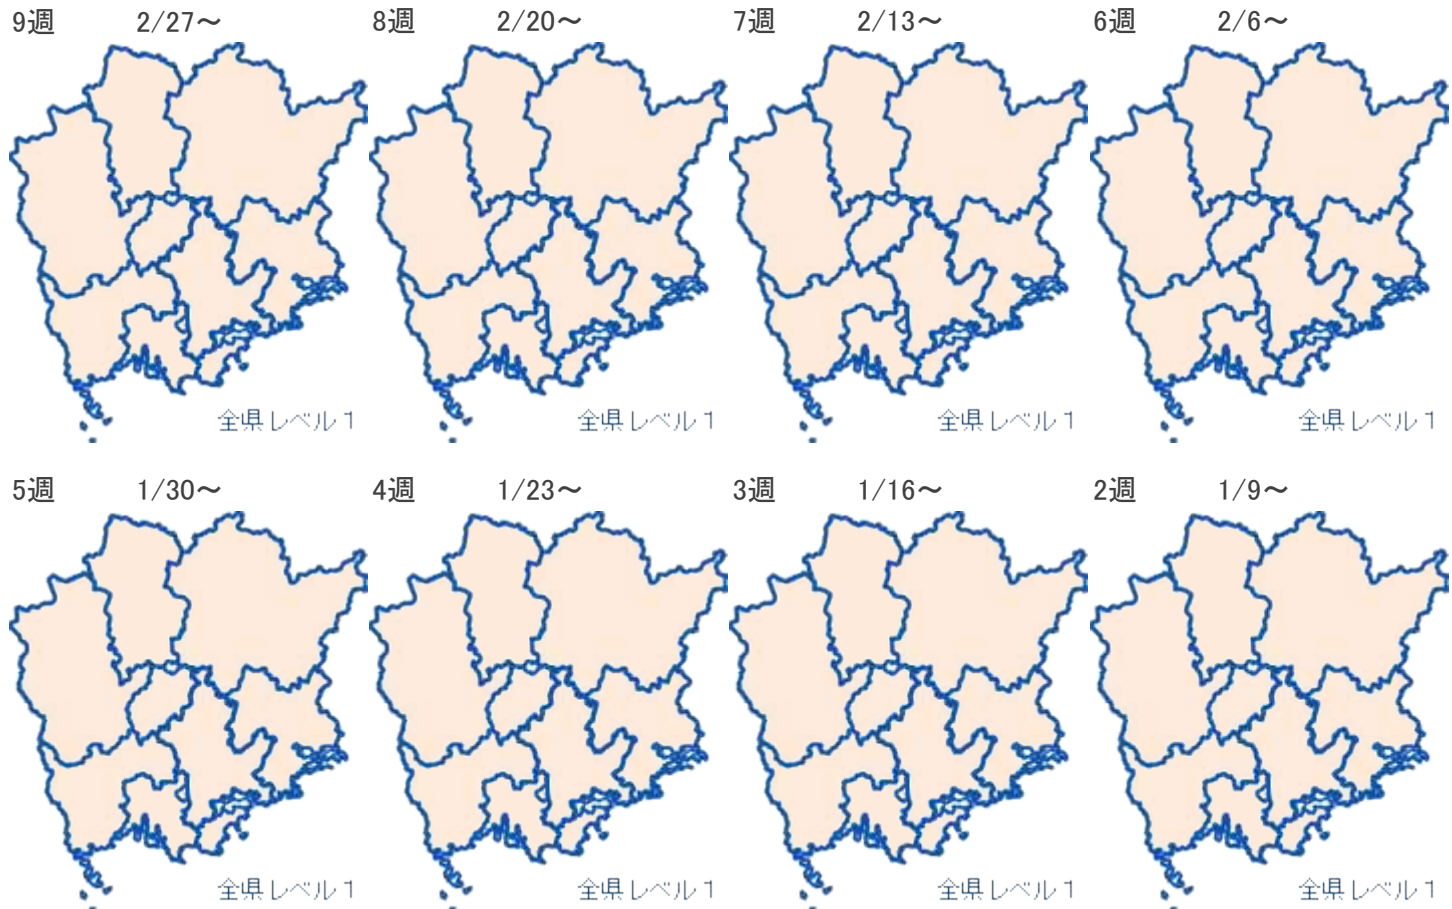 9週 2/27～ 8週 2/20～ 7週 2/13～ 6週 2/6～
全県レベル1 全県レベル1 全県レベル1 全県レベル1
5週 1/30～ 4週 1/23～ 3週 1/16～ 2週 1/9～
全県レベル1 全県レベル1 全県レベル1 全県レベル1